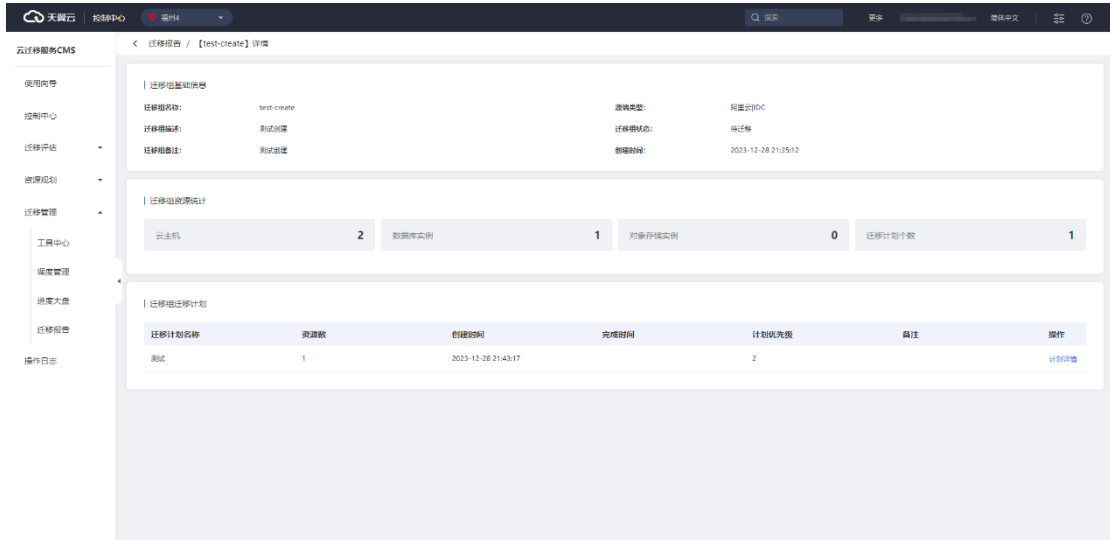 天翼云 控制中心 福州4 搜索 更多 简体中文
云迁移服务CMS
使用向导
控制中心
迁移评估
资源规划
迁移管理
工具中心
调度管理
进度大盘
迁移报告
操作日志
迁移报告 / 【test-create】详情
迁移组基础信息
迁移组名称: test-create 源端类型: 阿里云|IDC
迁移组描述: 测试创建 迁移组状态: 待迁移
迁移组备注: 测试创建 创建时间: 2023-12-28 21:35:12
迁移组资源统计
云主机 2 数据库实例 1 对象存储实例 0 迁移计划个数 1
迁移组迁移计划
迁移计划名称 资源数 创建时间 完成时间 计划优先级 备注 操作
测试 1 2023-12-28 21:43:17 2 计划详情